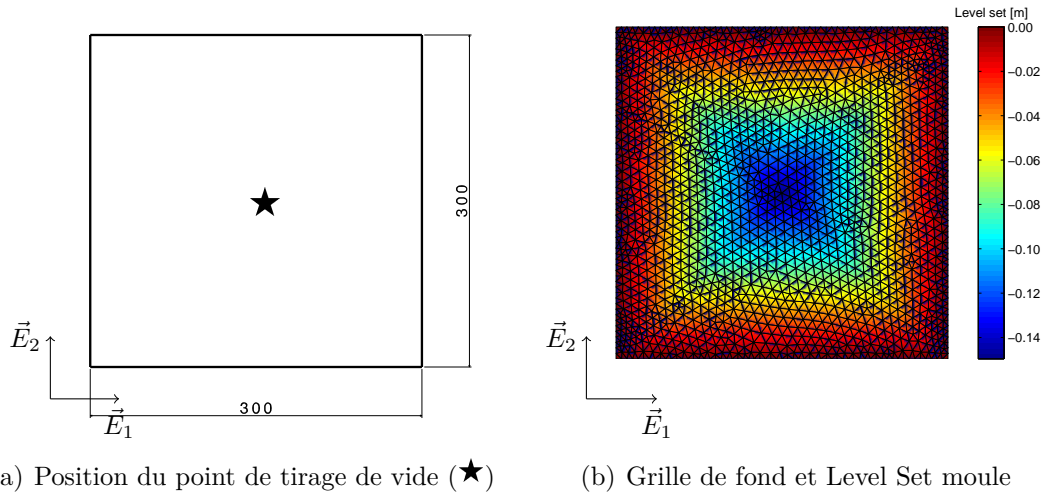 Level set [m]
0.00
−0.02
−0.04
−0.06
−0.08
−0.10
−0.12
−0.14
300
300
E⃗2
E⃗1
E⃗2
E⃗1
a) Position du point de tirage de vide (★)
(b) Grille de fond et Level Set moule